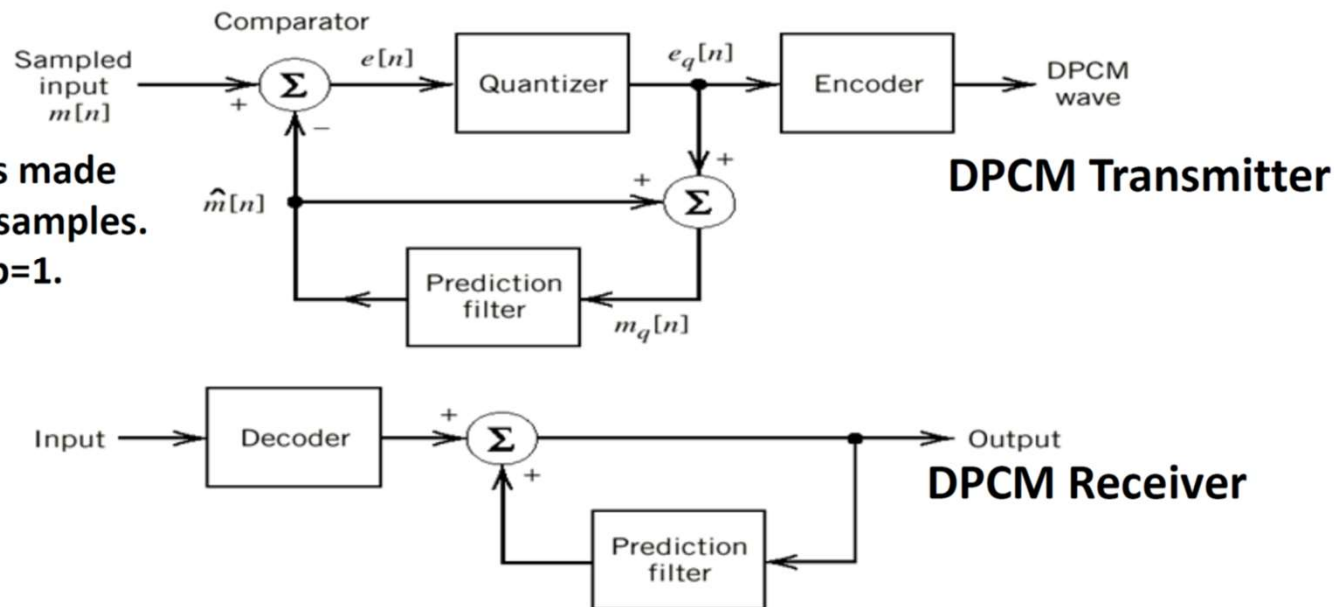 Comparator
Sampled
input
m[n]
+
Σ
−
e[n]
Quantizer
e_q[n]
Encoder
DPCM
wave
s made
samples.
p=1.
m̂[n]
+
+
Σ
DPCM Transmitter
Prediction
filter
m_q[n]
Input
Decoder
+
Σ
+
Output
DPCM Receiver
Prediction
filter